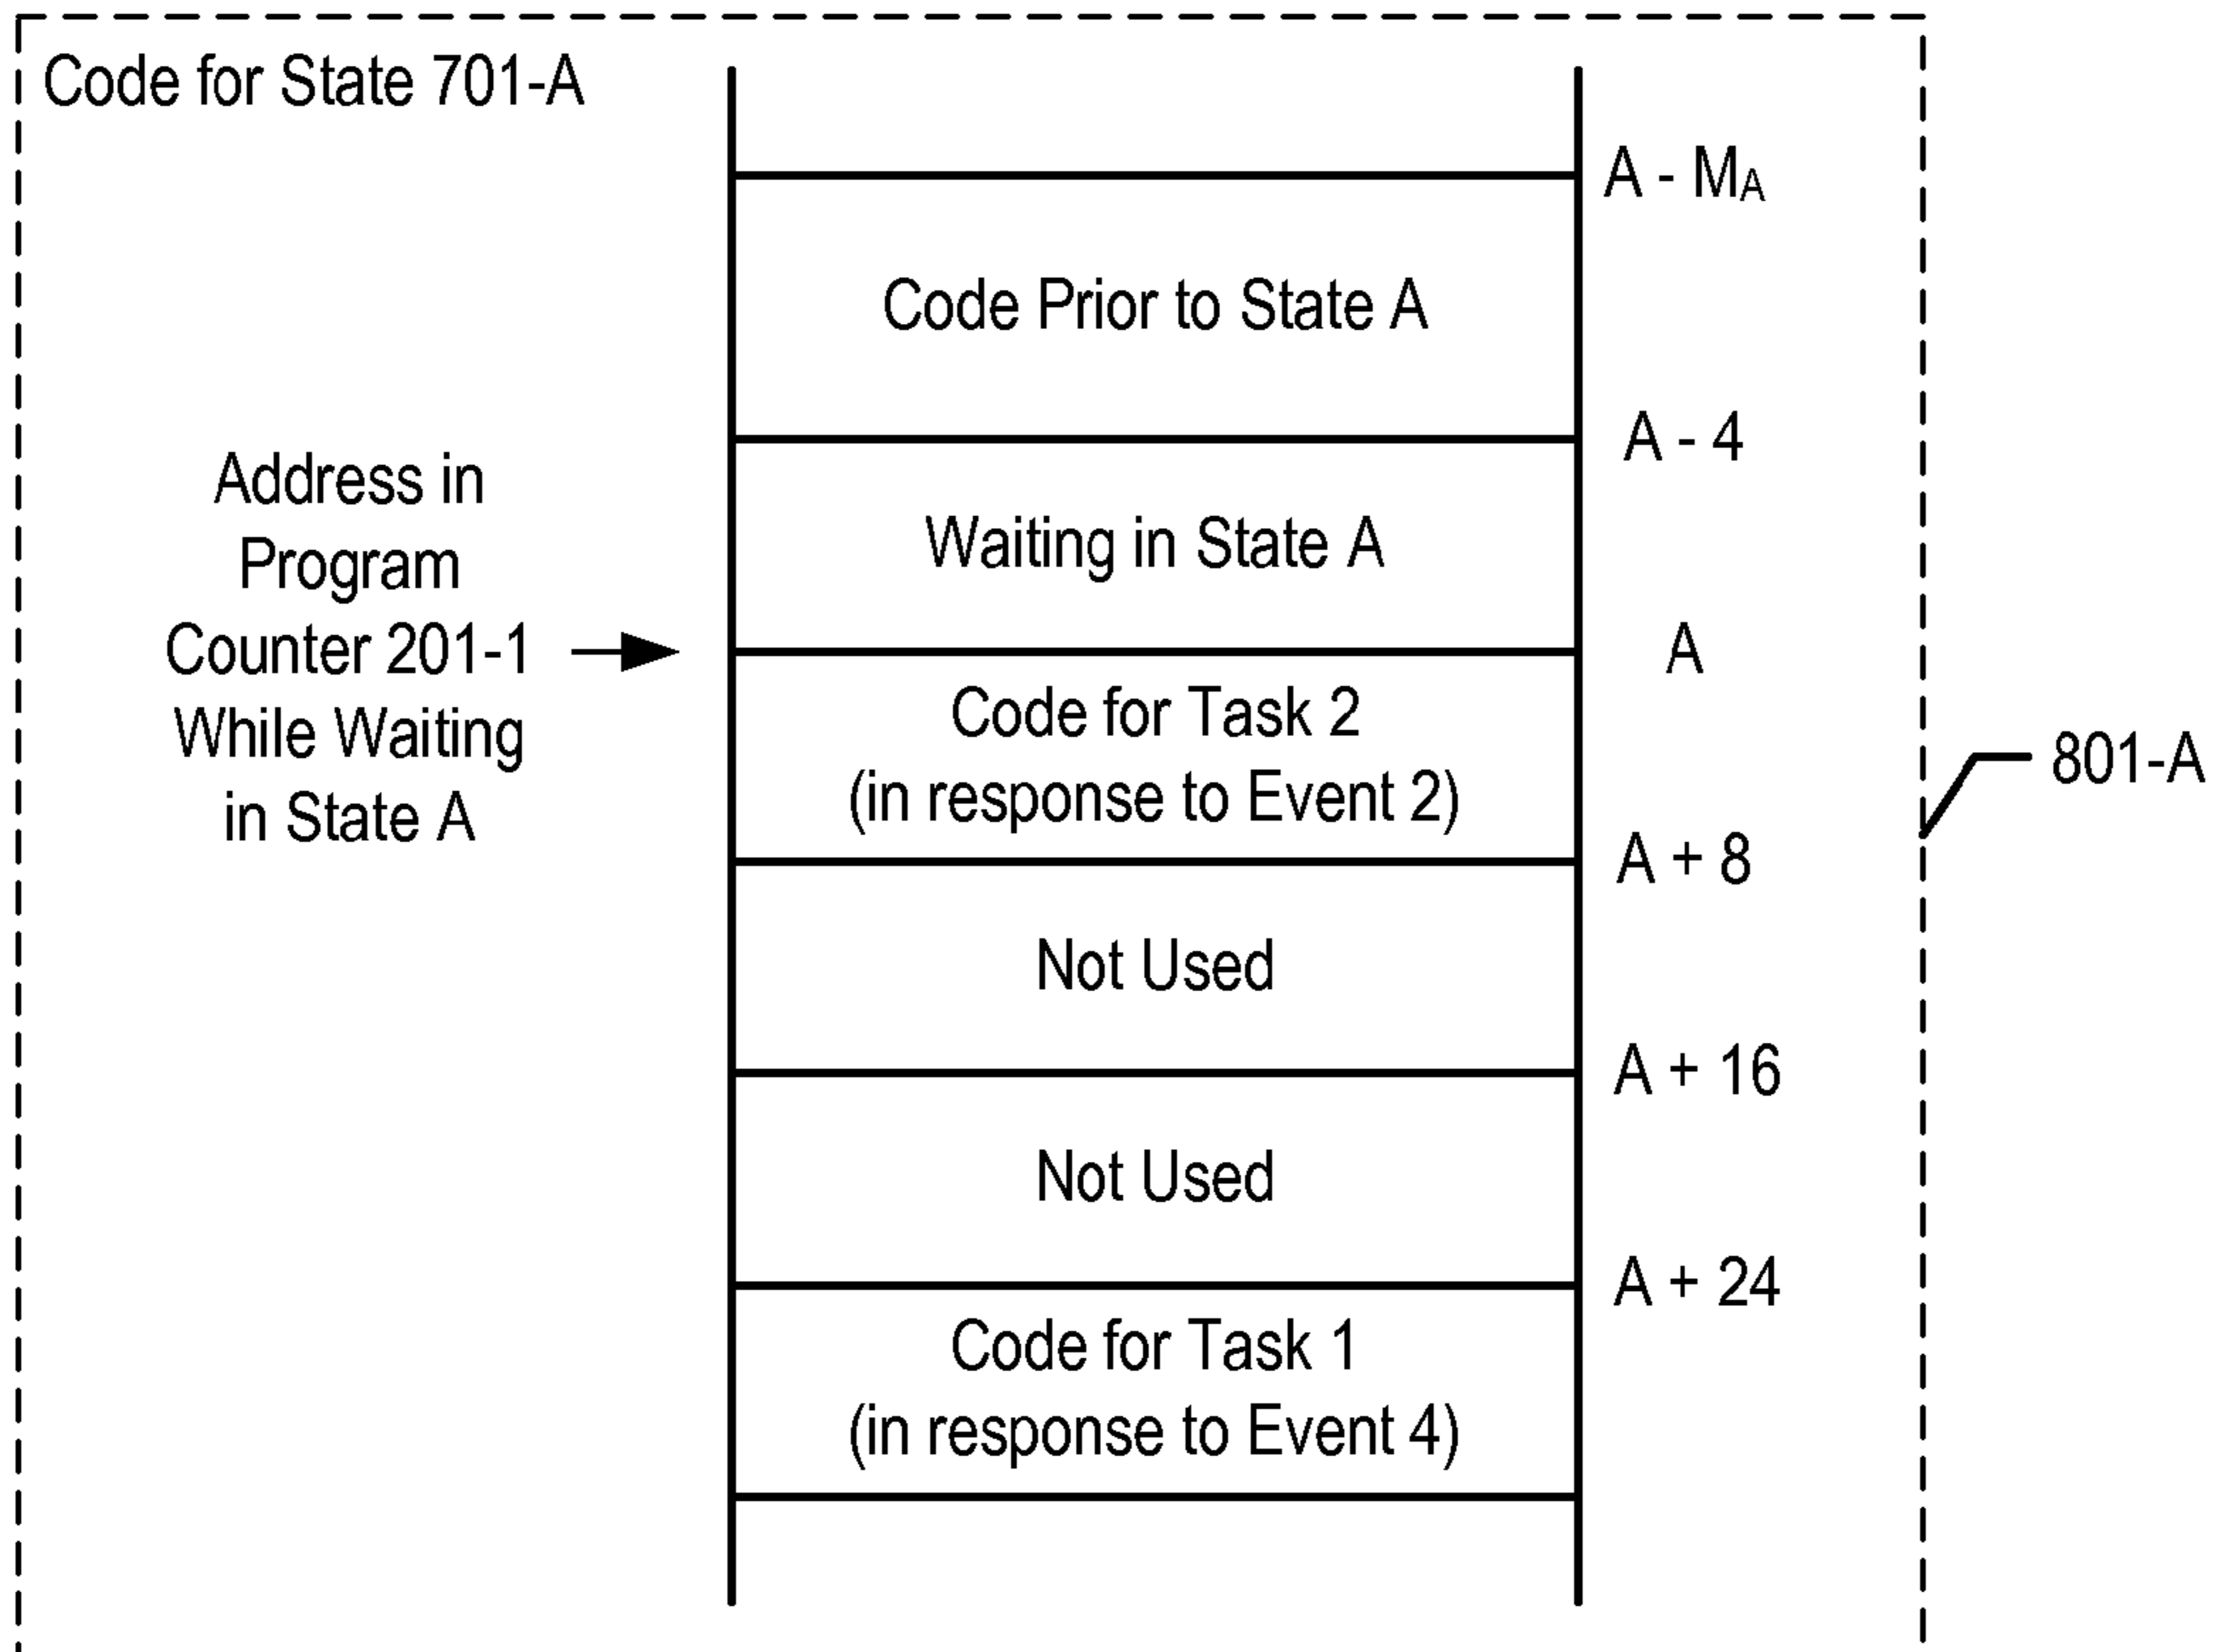 Code for State 701-A
A - MA
Code Prior to State A
A - 4
Address in
Program
Counter 201-1
While Waiting
in State A
Waiting in State A
A
Code for Task 2
(in response to Event 2)
801-A
A + 8
Not Used
A + 16
Not Used
A + 24
Code for Task 1
(in response to Event 4)